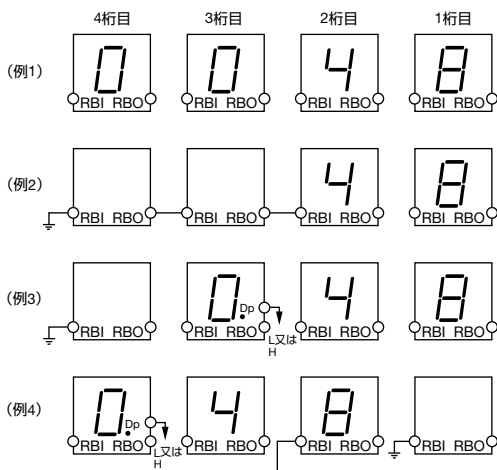 4桁目 3桁目 2桁目 1桁目
(例1) 0 0 4 8
RBI RBO RBI RBO RBI RBO RBI RBO
(例2) 4 8
RBI RBO RBI RBO RBI RBO RBI RBO
(例3) 0. Dp 4 8
RBI RBO RBI RBO RBI RBO RBI RBO
L又は
H
(例4) 0. Dp 4 8
RBI RBO RBI RBO RBI RBO RBI RBO
L又は
H